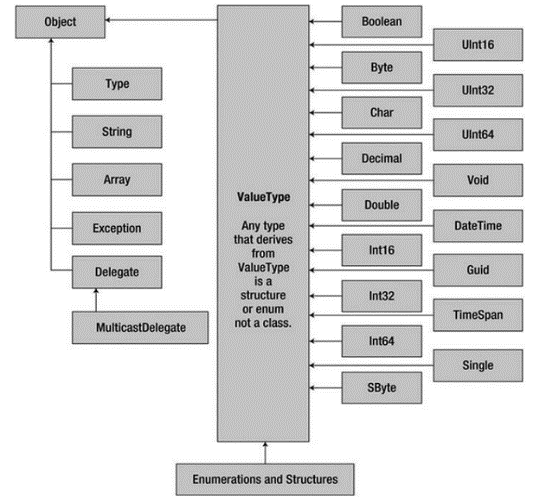 Object
Type
String
Array
Exception
Delegate
MulticastDelegate
ValueType
Any type
that derives
from
ValueType
is a
structure
or enum
not a class.
Boolean
UInt16
Byte
UInt32
Char
UInt64
Decimal
Void
Double
DateTime
Int16
Guid
Int32
TimeSpan
Int64
Single
SByte
Enumerations and Structures